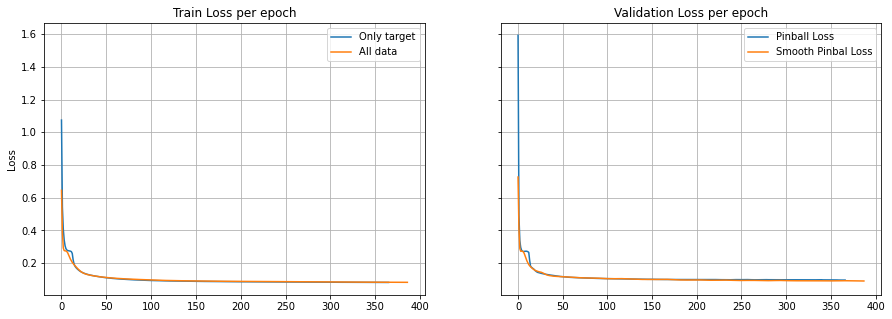 Train Loss per epoch
Validation Loss per epoch
Only target
All data
Pinball Loss
Smooth Pinbal Loss
Loss
1.6
1.4
1.2
1.0
0.8
0.6
0.4
0.2
0 50 100 150 200 250 300 350 400
0 50 100 150 200 250 300 350 400